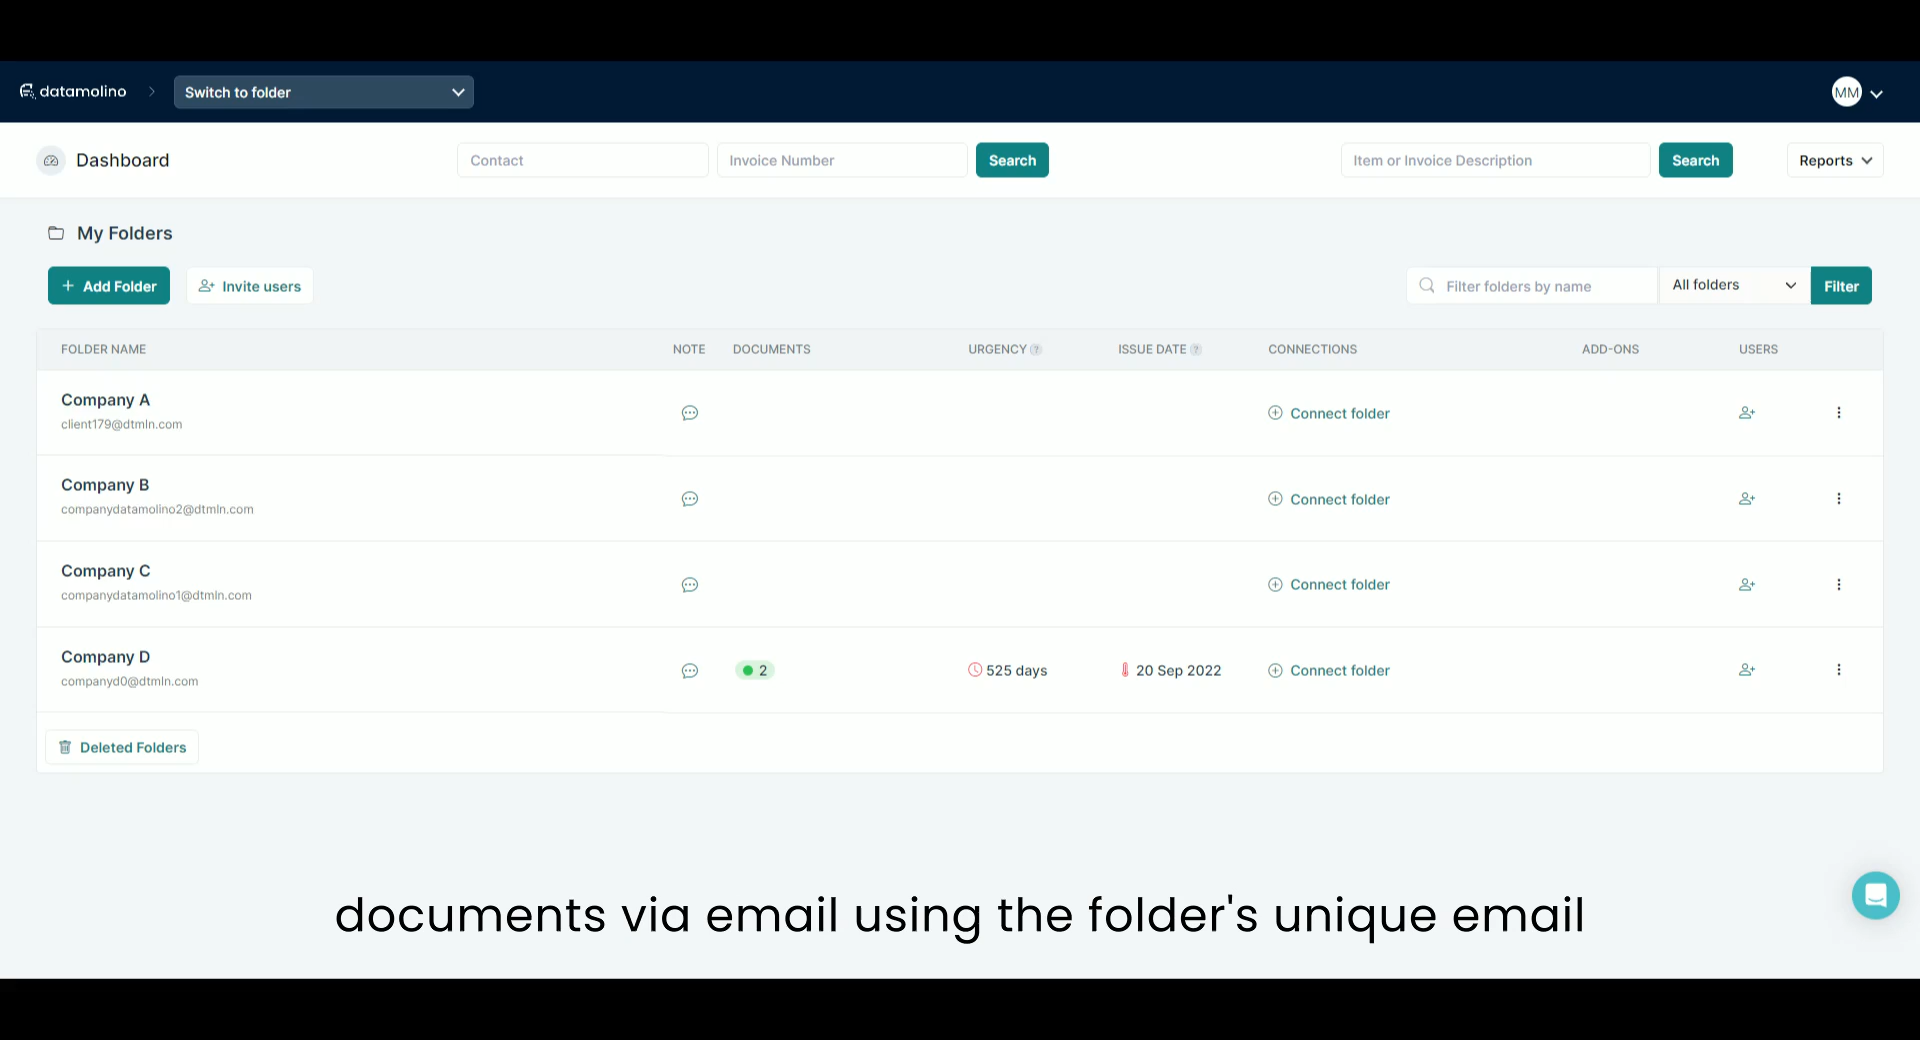 datamolino
Switch to folder
MM
Dashboard
Contact
Invoice Number
Search
Item or Invoice Description
Search
Reports
My Folders
+ Add Folder
Invite users
Filter folders by name
All folders
Filter
FOLDER NAME
NOTE
DOCUMENTS
URGENCY ?
ISSUE DATE ?
CONNECTIONS
ADD-ONS
USERS
Company A
client179@dtmln.com
Connect folder
Company B
companydatamolino2@dtmln.com
Connect folder
Company C
companydatamolino1@dtmln.com
Connect folder
Company D
companyd0@dtmln.com
2
525 days
20 Sep 2022
Connect folder
Deleted Folders
documents via email using the folder's unique email